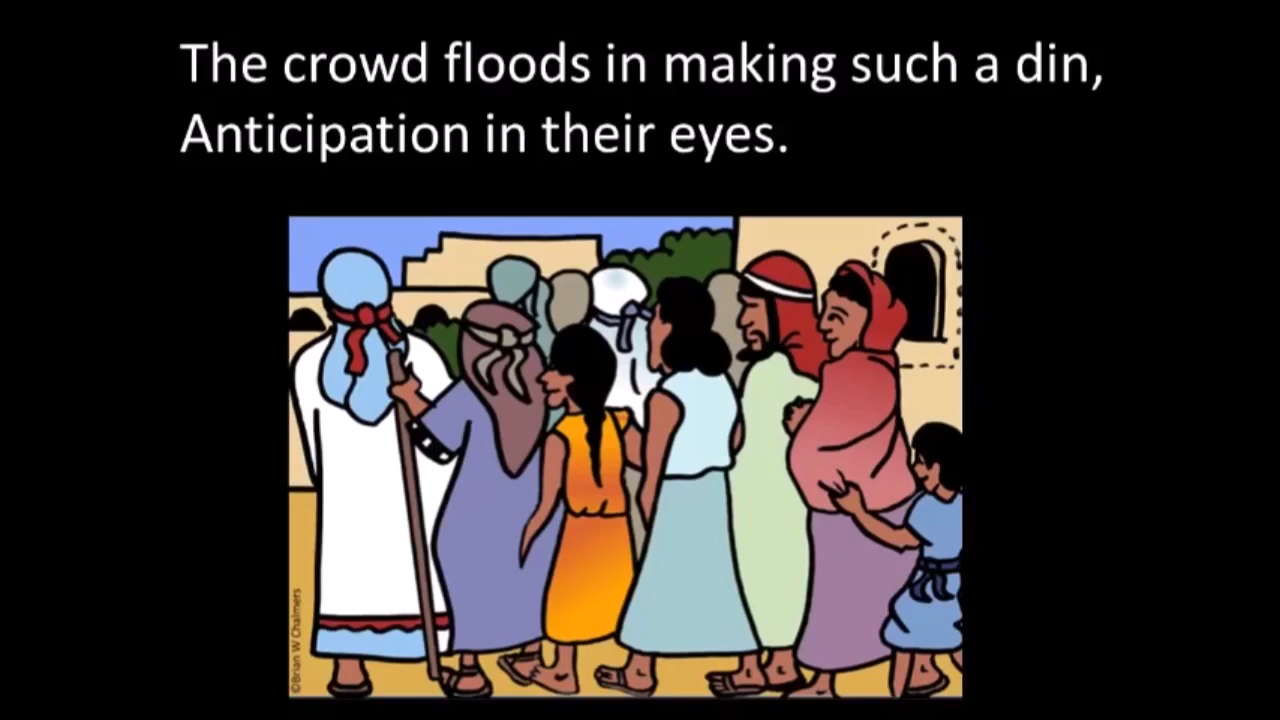 The crowd floods in making such a din,
Anticipation in their eyes.
©Brian W Chalmers